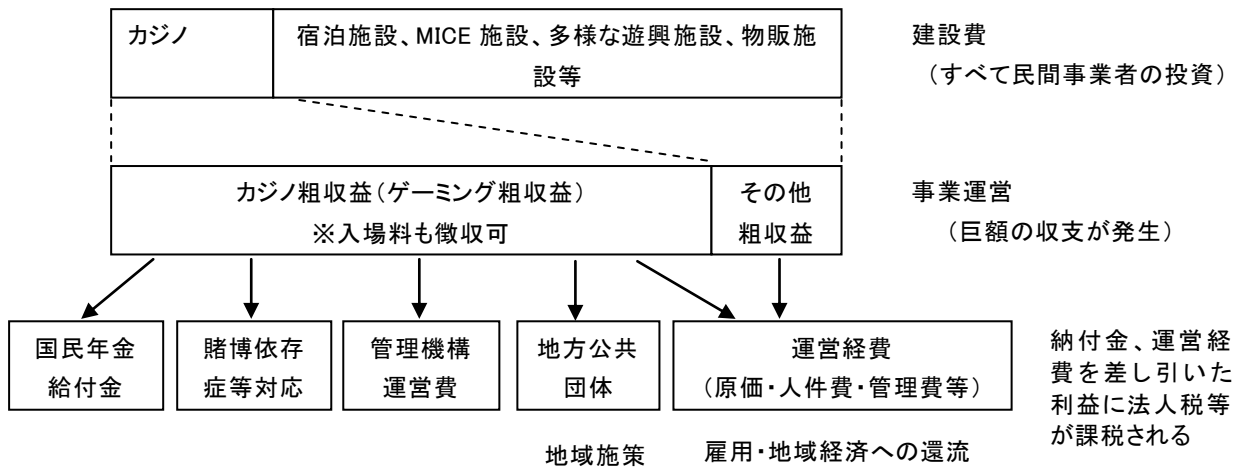 カジノ
宿泊施設、MICE 施設、多様な遊興施設、物販施
設等
建設費
（すべて民間事業者の投資）
カジノ粗収益（ゲーミング粗収益）
※入場料も徴収可
その他
粗収益
事業運営
（巨額の収支が発生）
国民年金
給付金
賭博依存
症等対応
管理機構
運営費
地方公共
団体
運営経費
（原価・人件費・管理費等）
納付金、運営経
費を差し引いた
利益に法人税等
が課税される
地域施策
雇用・地域経済への還流